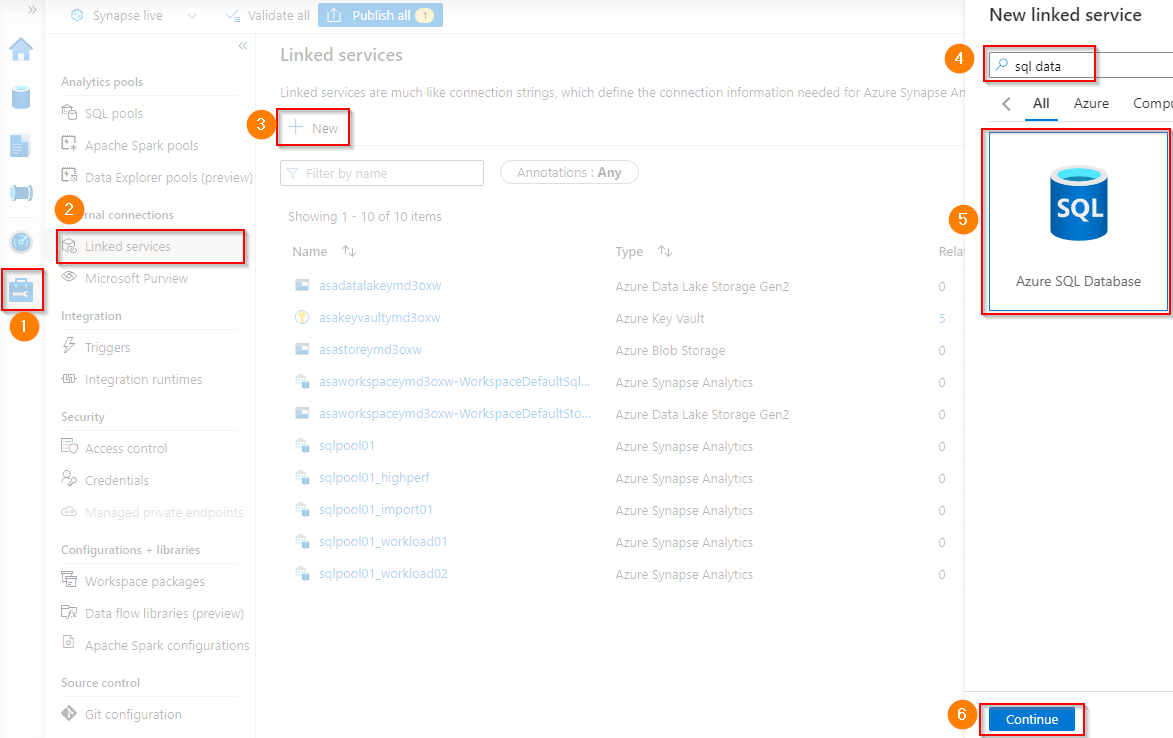 »
Synapse live
Validate all
Publish all 1
«
Analytics pools
SQL pools
Apache Spark pools
Data Explorer pools (preview)
2
rnal connections
Linked services
Microsoft Purview
1
Integration
Triggers
Integration runtimes
Security
Access control
Credentials
Managed private endpoints
Configurations + libraries
Workspace packages
Data flow libraries (preview)
Apache Spark configurations
Source control
Git configuration
Linked services
Linked services are much like connection strings, which define the connection information needed for Azure Synapse An
3
New
Filter by name
Annotations : Any
Showing 1 - 10 of 10 items
Name Type Relat
asadatalakeymd3oxw Azure Data Lake Storage Gen2 0
asakeyvaultymd3oxw Azure Key Vault 5
asastoreymd3oxw Azure Blob Storage 0
asaworkspaceymd3oxw-WorkspaceDefaultSql... Azure Synapse Analytics 0
asaworkspaceymd3oxw-WorkspaceDefaultSto... Azure Data Lake Storage Gen2 0
sqlpool01 Azure Synapse Analytics 0
sqlpool01_highperf Azure Synapse Analytics 0
sqlpool01_import01 Azure Synapse Analytics 0
sqlpool01_workload01 Azure Synapse Analytics 0
sqlpool01_workload02 Azure Synapse Analytics 0
New linked service
4
sql data
All Azure Compu
5
SQL
Azure SQL Database
6
Continue